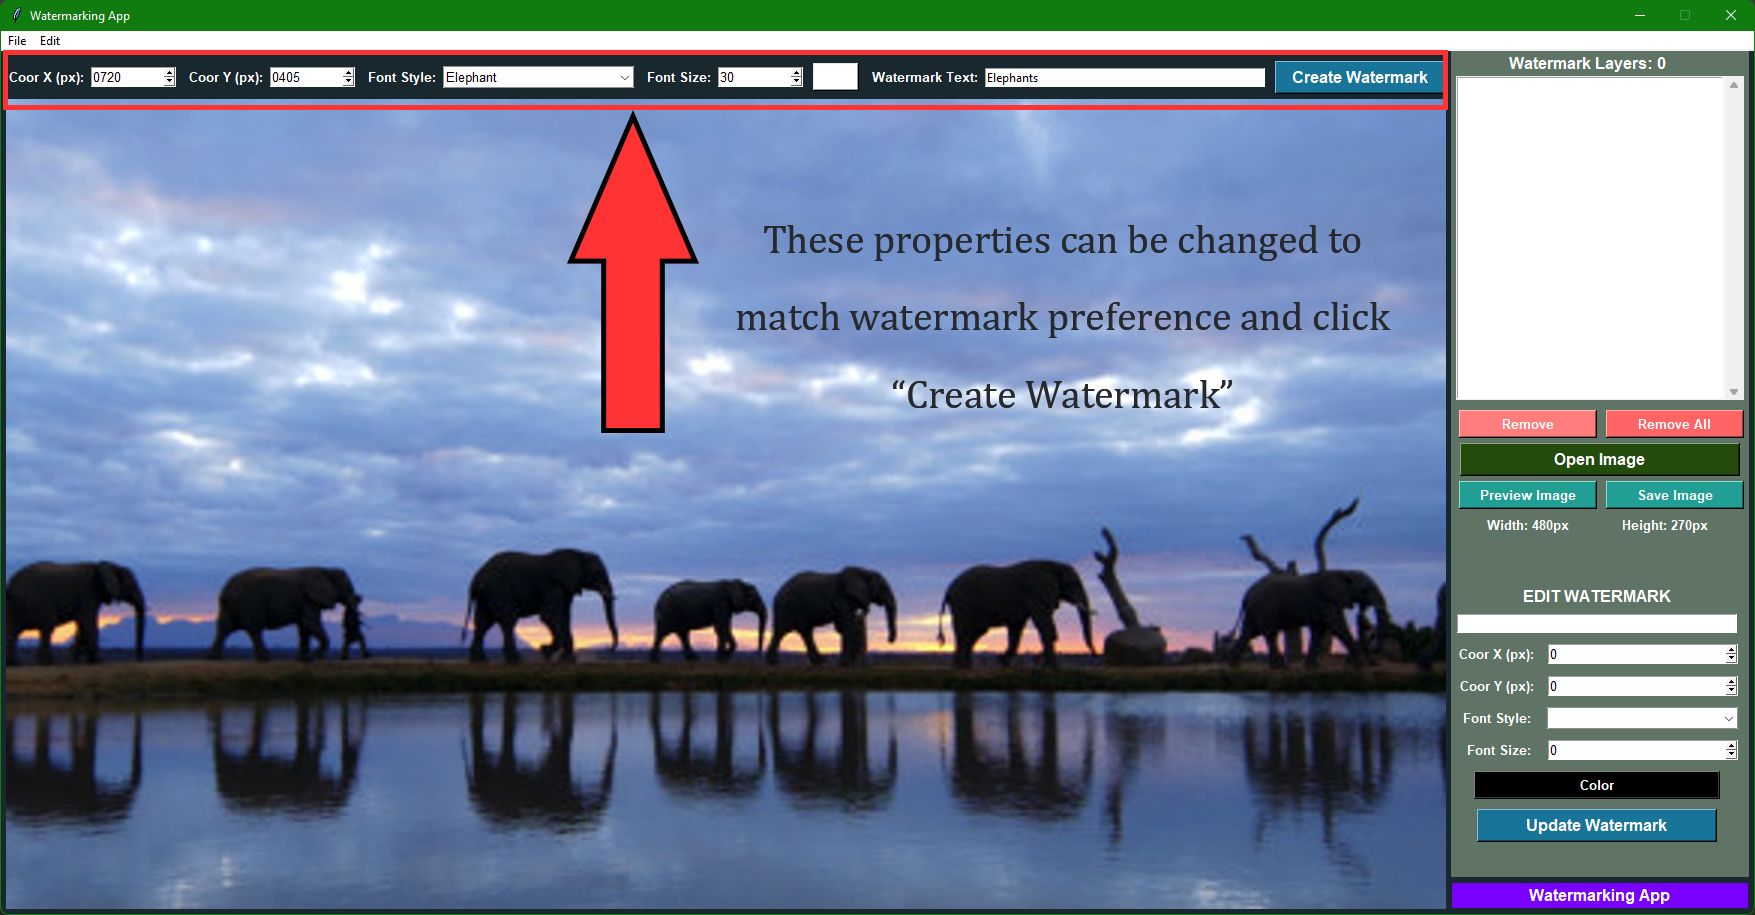 Watermarking App
File Edit
Coor X (px): 0720 Coor Y (px): 0405 Font Style: Elephant Font Size: 30 Watermark Text: Elephants Create Watermark
Watermark Layers: 0
These properties can be changed to
match watermark preference and click
“Create Watermark”
Remove Remove All
Open Image
Preview Image Save Image
Width: 480px Height: 270px
EDIT WATERMARK
Coor X (px): 0
Coor Y (px): 0
Font Style:
Font Size: 0
Color
Update Watermark
Watermarking App